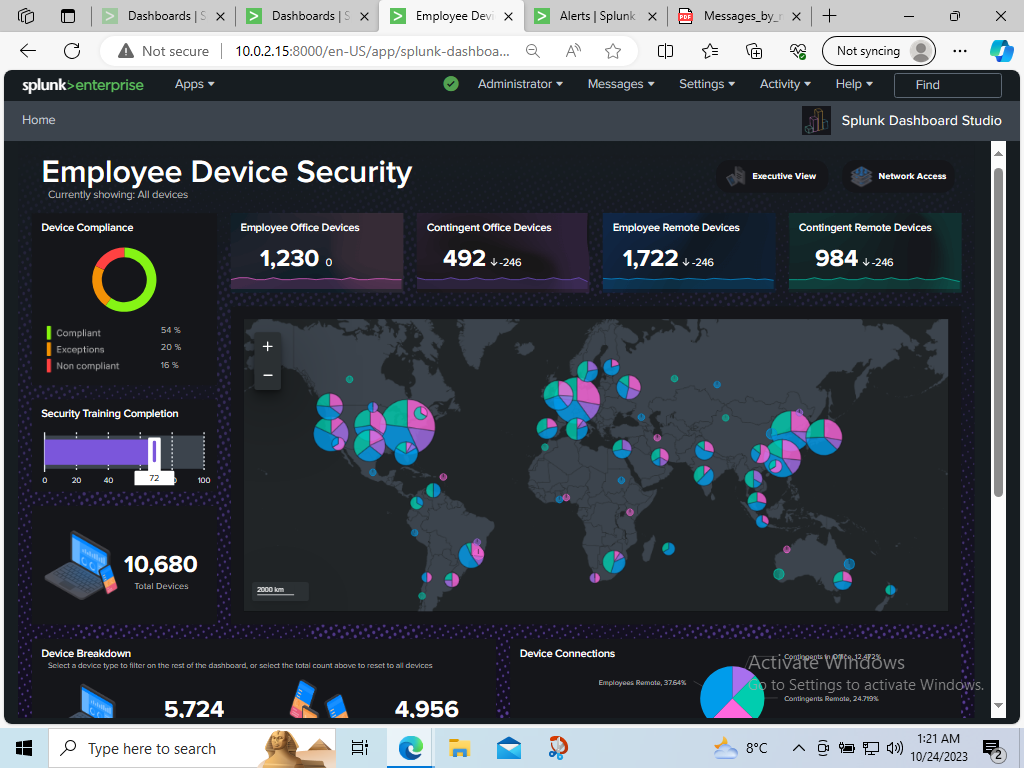 Dashboards | S
Dashboards | S
Employee Devi
Alerts | Splunk
PDF
Messages_by_r
Not secure
10.0.2.15:8000/en-US/app/splunk-dashboa...
Not syncing
splunk>enterprise
Apps
Administrator
Messages
Settings
Activity
Help
Find
Home
Splunk Dashboard Studio
Employee Device Security
Currently showing: All devices
Executive View
Network Access
Device Compliance
Compliant 54 %
Exceptions 20 %
Non compliant 16 %
Employee Office Devices
1,230 0
Contingent Office Devices
492 ↓ -246
Employee Remote Devices
1,722 ↓ -246
Contingent Remote Devices
984 ↓ -246
Security Training Completion
0 20 40 72 100
10,680
Total Devices
+
−
2000 km
Device Breakdown
Select a device type to filter on the rest of the dashboard, or select the total count above to reset to all devices
5,724
4,956
Device Connections
Contingents In Office, 12.472%
Employees Remote, 37.64%
Contingents Remote, 24.719%
Activate Windows
Go to Settings to activate Windows.
Type here to search
8°C
1:21 AM
10/24/2023
2